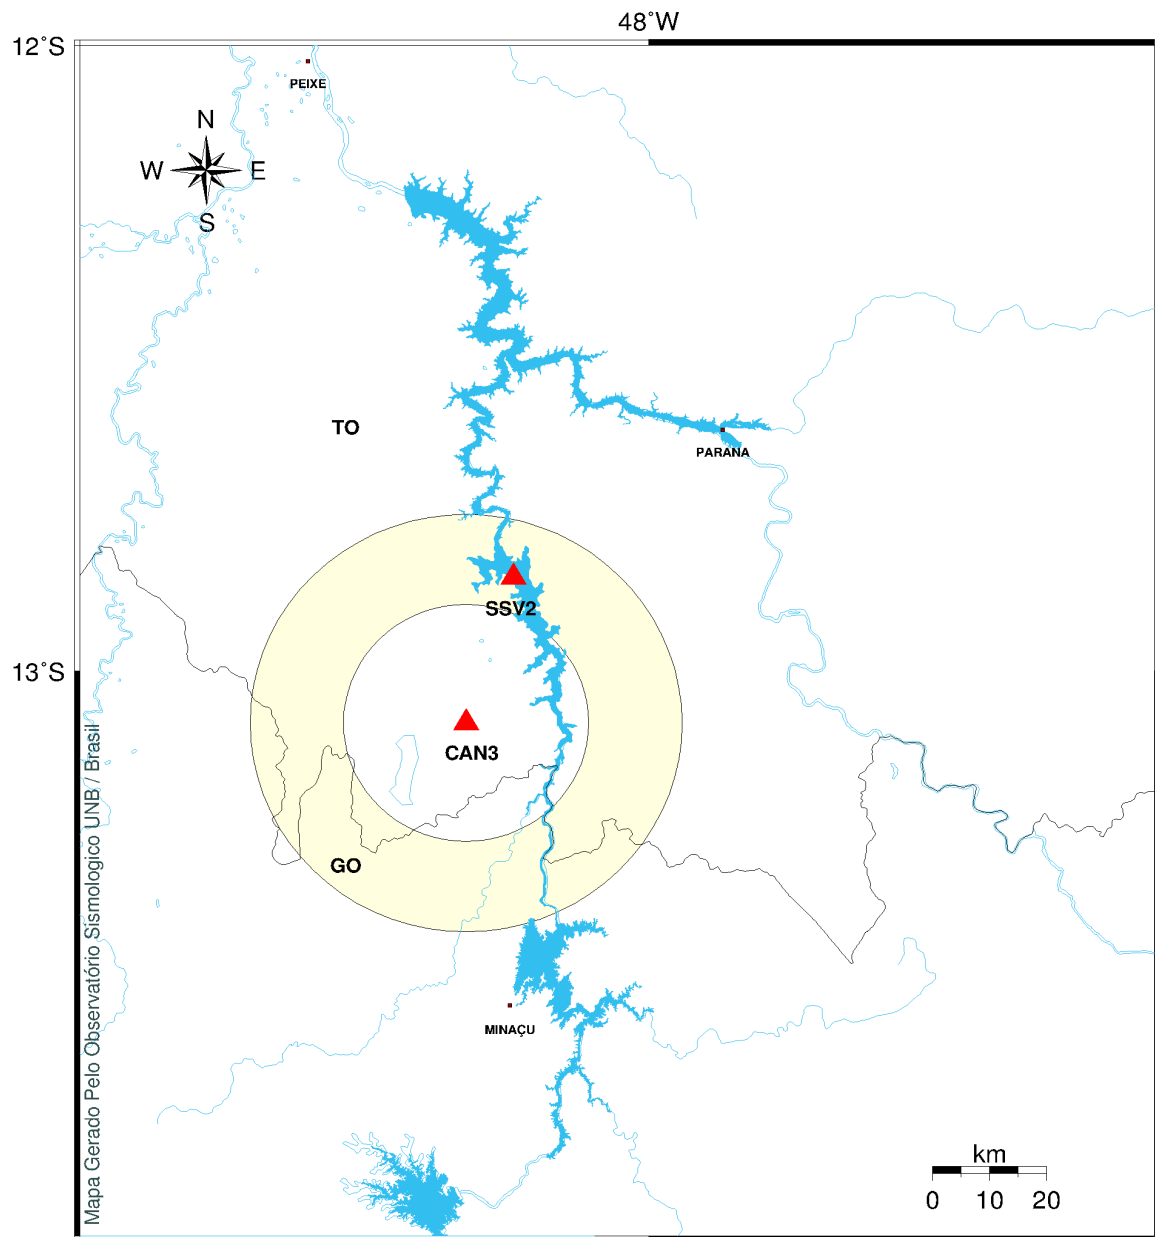 48°W
12°S
PEIXE
N
W E
S
TO
PARANA
SSV2
13°S
CAN3
GO
MINAÇU
Mapa Gerado Pelo Observatório Sismologico UNB / Brasil
km
0 10 20